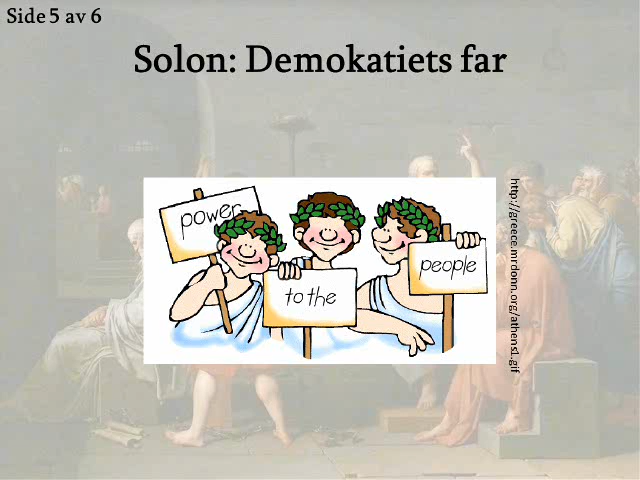 Side 5 av 6
Solon: Demokatiets far
power
to the
people
http://greece.mrdonn.org/athens1.gif